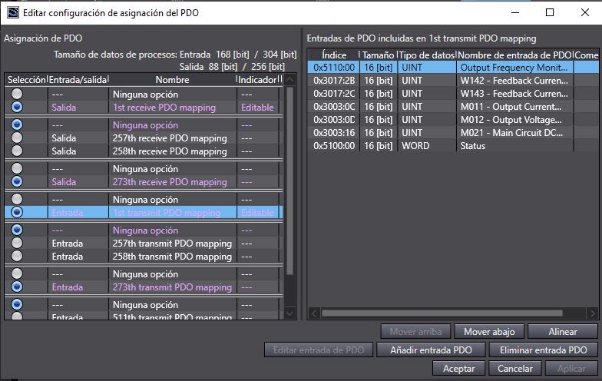 Editar configuración de asignación del PDO
Asignación de PDO
Tamaño de datos de procesos: Entrada 168 [bit] / 304 [bit]
Salida 88 [bit] / 256 [bit]
Selección Entrada/salida Nombre Indicador
--- Ninguna opción ---
Salida 1st receive PDO mapping Editable
--- Ninguna opción ---
Salida 257th receive PDO mapping ---
Salida 258th receive PDO mapping ---
--- Ninguna opción ---
Salida 273th receive PDO mapping ---
--- Ninguna opción ---
Entrada 1st transmit PDO mapping Editable
--- Ninguna opción ---
Entrada 257th transmit PDO mapping ---
Entrada 258th transmit PDO mapping ---
--- Ninguna opción ---
Entrada 273th transmit PDO mapping ---
--- Ninguna opción ---
Entrada 511th transmit PDO mapping ---
Entradas de PDO incluidas en 1st transmit PDO mapping
Índice Tamaño Tipo de datos Nombre de entrada de PDO Come
0x5110:00 16 [bit] UINT Output Frequency Monit...
0x3017:2B 16 [bit] UINT W142 - Feedback Curren...
0x3017:2C 16 [bit] UINT W143 - Feedback Curren...
0x3003:0C 16 [bit] UINT M011 - Output Current...
0x3003:0D 16 [bit] UINT M012 - Output Voltage...
0x3003:16 16 [bit] UINT M021 - Main Circuit DC...
0x5100:00 16 [bit] WORD Status
Mover arriba Mover abajo Alinear
Editar entrada de PDO Añadir entrada PDO Eliminar entrada PDO
Aceptar Cancelar Aplicar